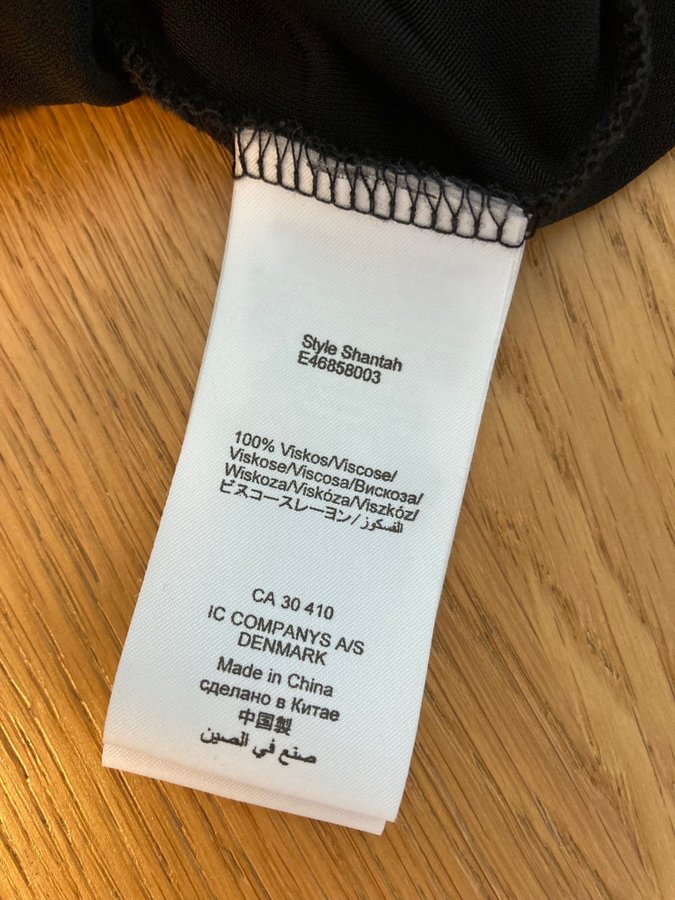 Style Shantah
E46858003
100% Viskos/Viscose/
Viskose/Viscosa/Вискоза/
Wiskoza/Viskóza/Viszkóz/
ビスコースレーヨン/الفسكوز
CA 30 410
IC COMPANYS A/S
DENMARK
Made in China
сделано в Китае
中国製
صنع في الصين